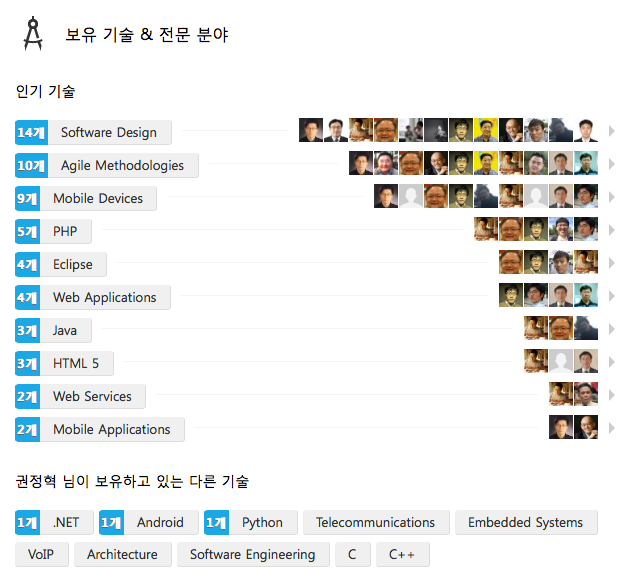 보유 기술 & 전문 분야
인기 기술
14개 Software Design
10개 Agile Methodologies
9개 Mobile Devices
5개 PHP
4개 Eclipse
4개 Web Applications
3개 Java
3개 HTML 5
2개 Web Services
2개 Mobile Applications
권정혁 님이 보유하고 있는 다른 기술
1개 .NET 1개 Android 1개 Python Telecommunications Embedded Systems
VoIP Architecture Software Engineering C C++